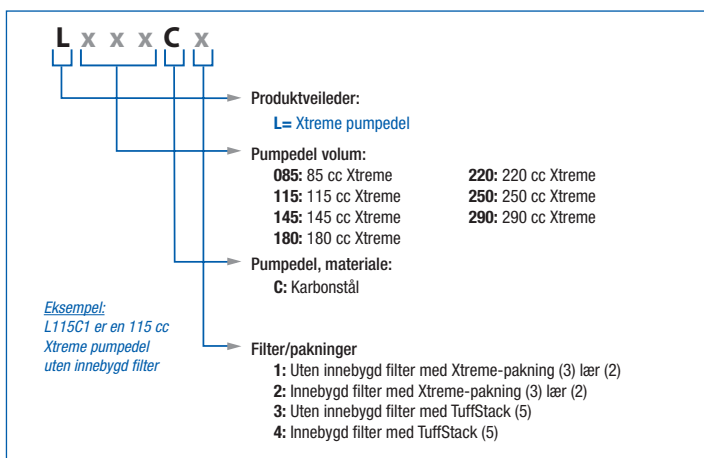 L x x x C x
Produktveileder:
L= Xtreme pumpedel
Pumpedel volum:
085: 85 cc Xtreme 220: 220 cc Xtreme
115: 115 cc Xtreme 250: 250 cc Xtreme
145: 145 cc Xtreme 290: 290 cc Xtreme
180: 180 cc Xtreme
Pumpedel, materiale:
C: Karbonstål
Eksempel:
L115C1 er en 115 cc
Xtreme pumpedel
uten innebygd filter
Filter/pakninger
1: Uten innebygd filter med Xtreme-pakning (3) lær (2)
2: Innebygd filter med Xtreme-pakning (3) lær (2)
3: Uten innebygd filter med TuffStack (5)
4: Innebygd filter med TuffStack (5)